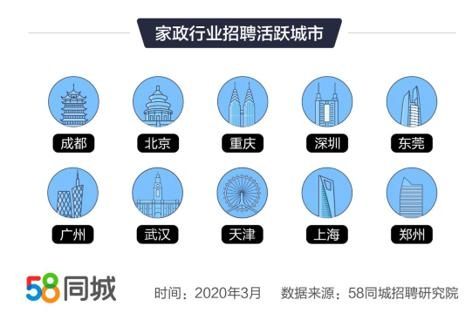 家政行业招聘活跃城市
成都 北京 重庆 深圳 东莞
广州 武汉 天津 上海 郑州
58同城 时间：2020年3月 数据来源：58同城招聘研究院